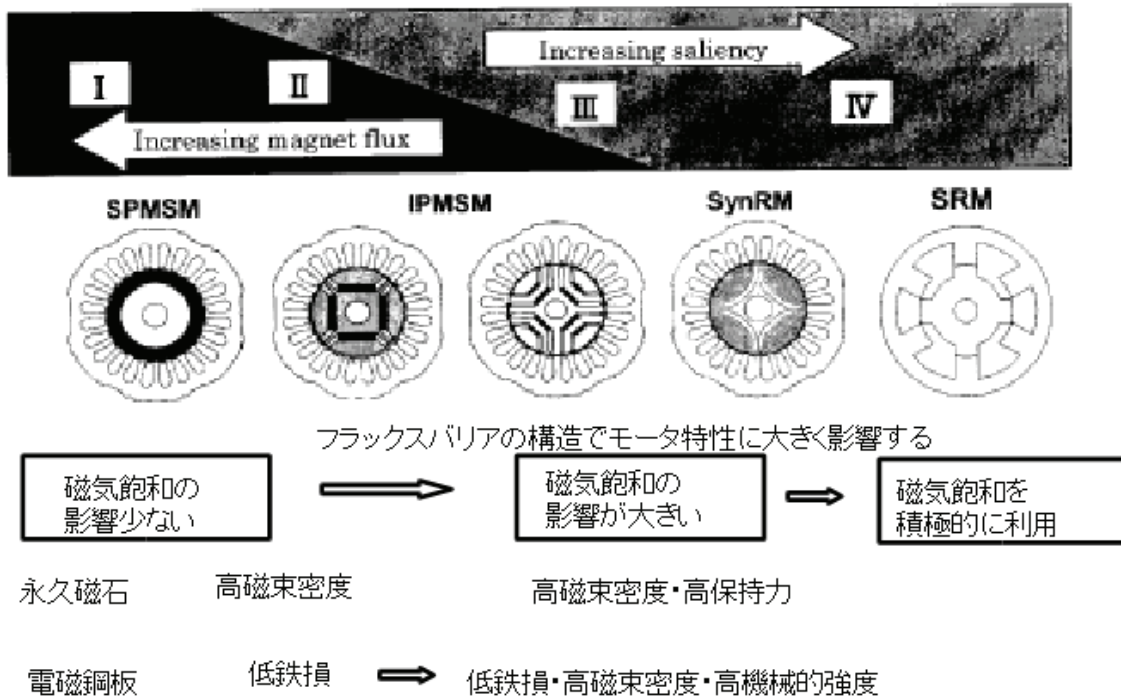 Increasing saliency
I
II
III
IV
Increasing magnet flux
SPMSM
IPMSM
SynRM
SRM
フラックスバリアの構造でモータ特性に大きく影響する
磁気飽和の
影響少ない
磁気飽和の
影響が大きい
磁気飽和を
積極的に利用
永久磁石
高磁束密度
高磁束密度・高保持力
電磁鋼板
低鉄損
低鉄損・高磁束密度・高機械的強度